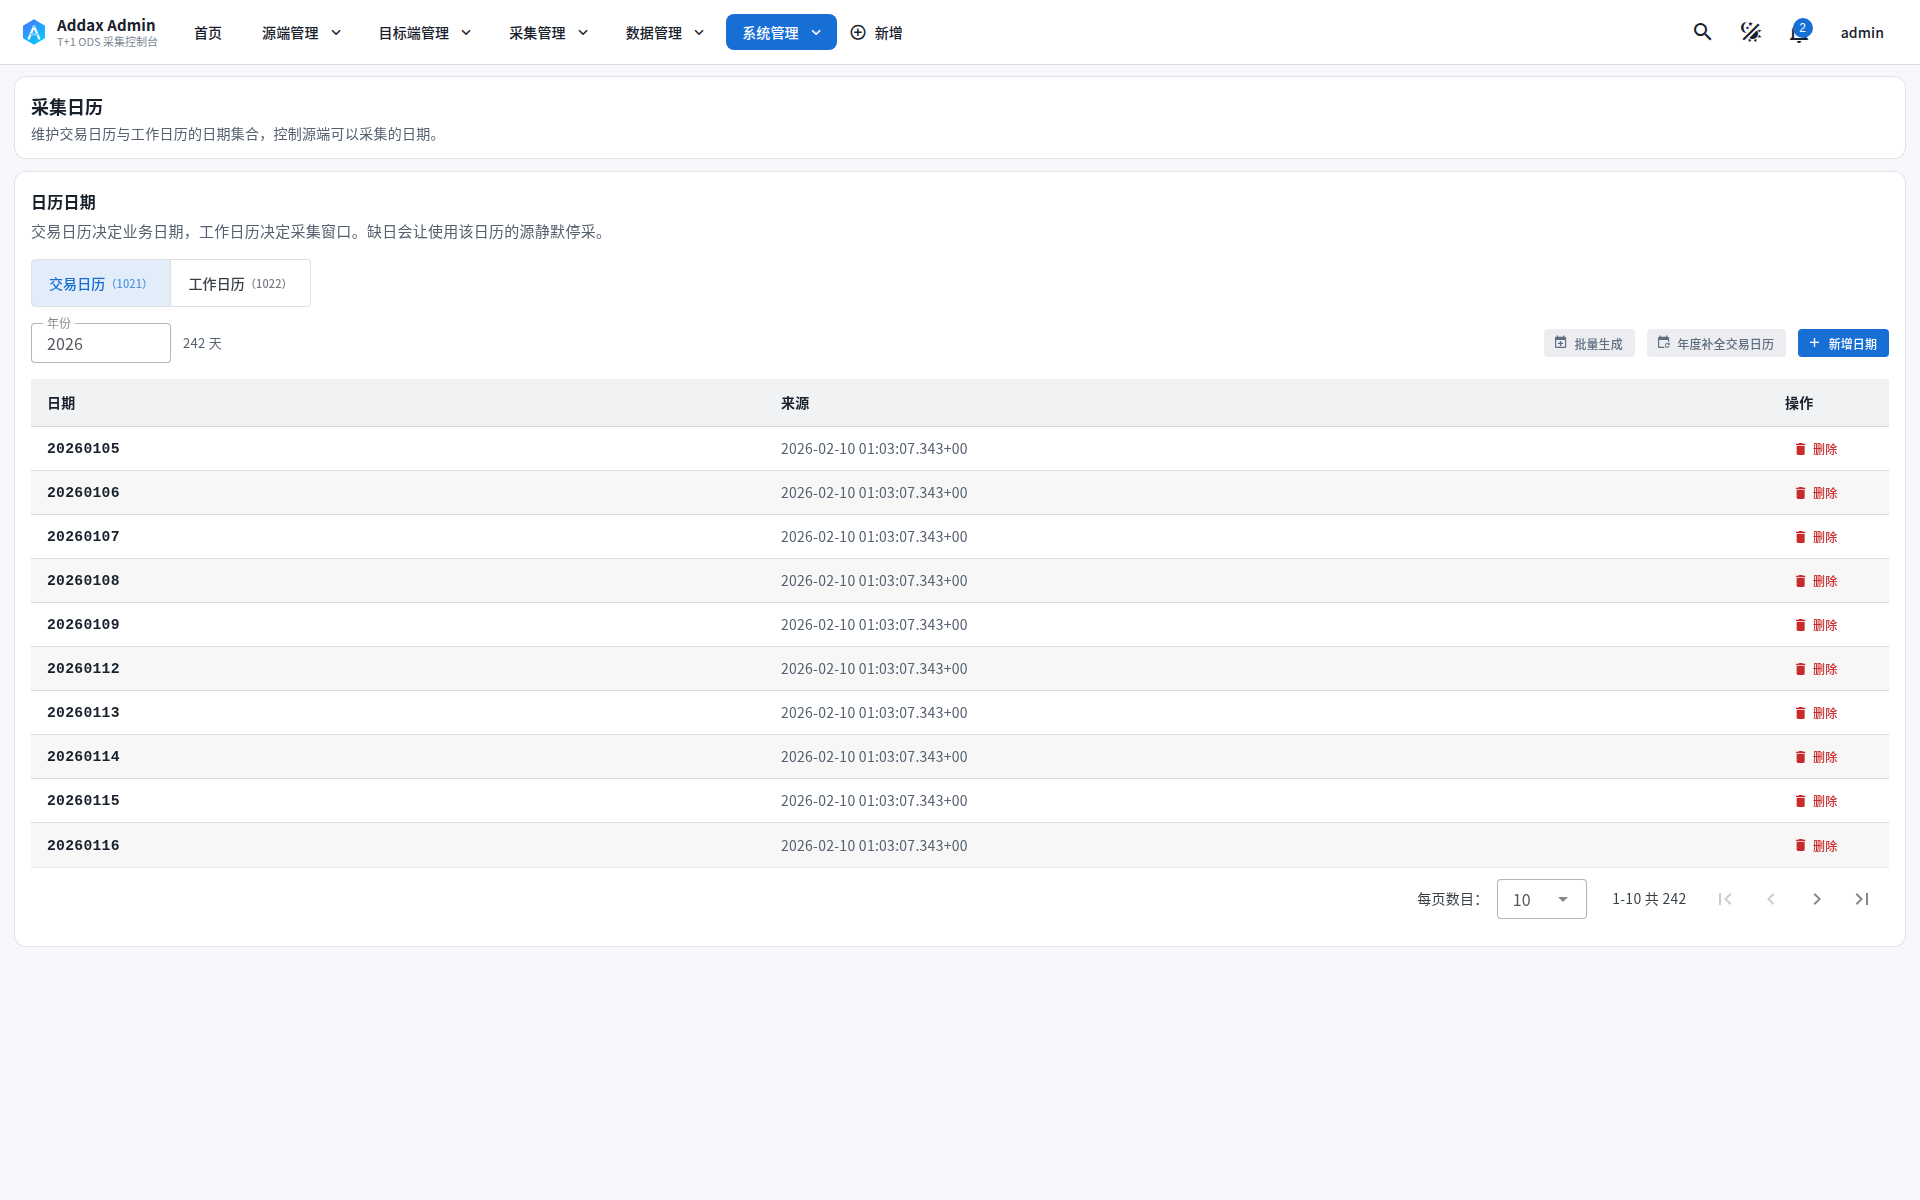 Addax Admin
T+1 ODS 采集控制台
首页
源端管理
目标端管理
采集管理
数据管理
系统管理
新增
2
admin
采集日历
维护交易日历与工作日历的日期集合，控制源端可以采集的日期。
日历日期
交易日历决定业务日期，工作日历决定采集窗口。缺日会让使用该日历的源静默停采。
交易日历（1021）
工作日历（1022）
年份
2026
242 天
批量生成
年度补全交易日历
新增日期
日期 来源 操作
20260105 2026-02-10 01:03:07.343+00 删除
20260106 2026-02-10 01:03:07.343+00 删除
20260107 2026-02-10 01:03:07.343+00 删除
20260108 2026-02-10 01:03:07.343+00 删除
20260109 2026-02-10 01:03:07.343+00 删除
20260112 2026-02-10 01:03:07.343+00 删除
20260113 2026-02-10 01:03:07.343+00 删除
20260114 2026-02-10 01:03:07.343+00 删除
20260115 2026-02-10 01:03:07.343+00 删除
20260116 2026-02-10 01:03:07.343+00 删除
每页数目： 10 1-10 共 242